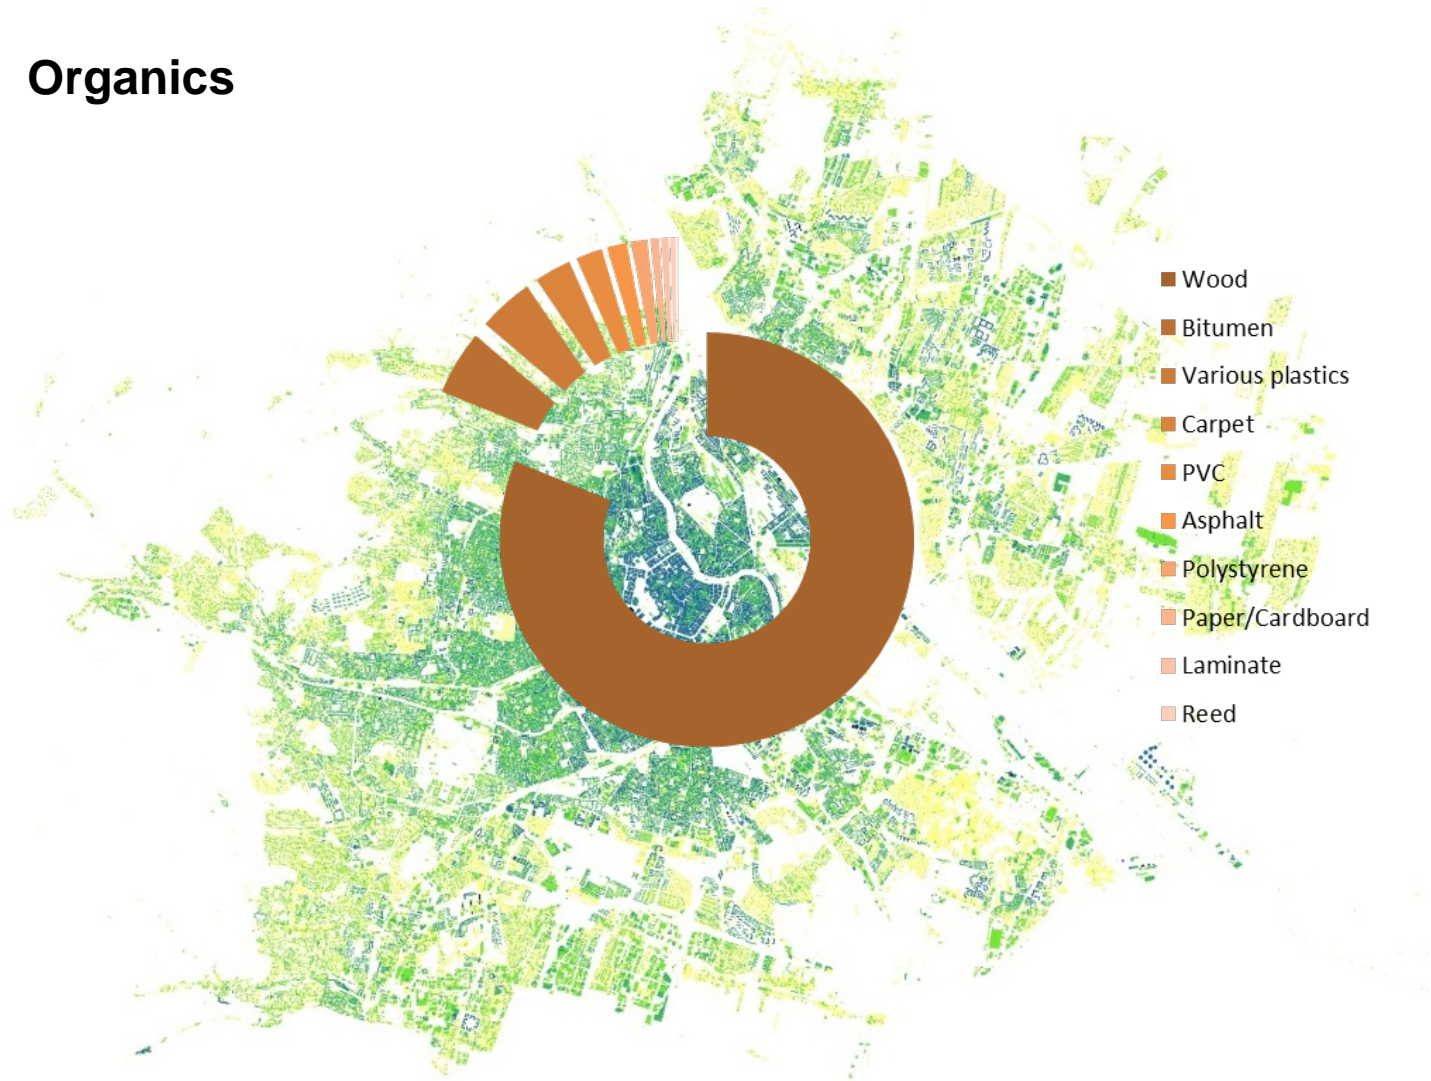 Organics
Wood
Bitumen
Various plastics
Carpet
PVC
Asphalt
Polystyrene
Paper/Cardboard
Laminate
Reed